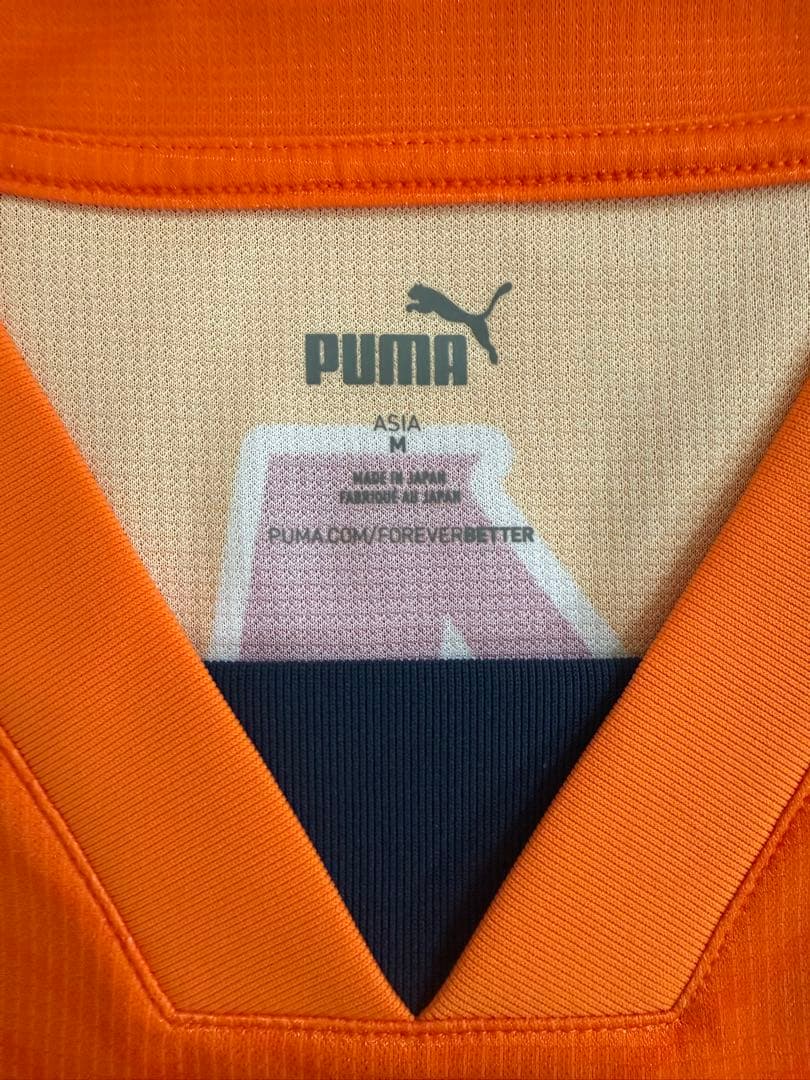 PUMA
ASIA
M
MADE IN JAPAN
FABRIQUÉ AU JAPAN
PUMA.COM/FOREVERBETTER